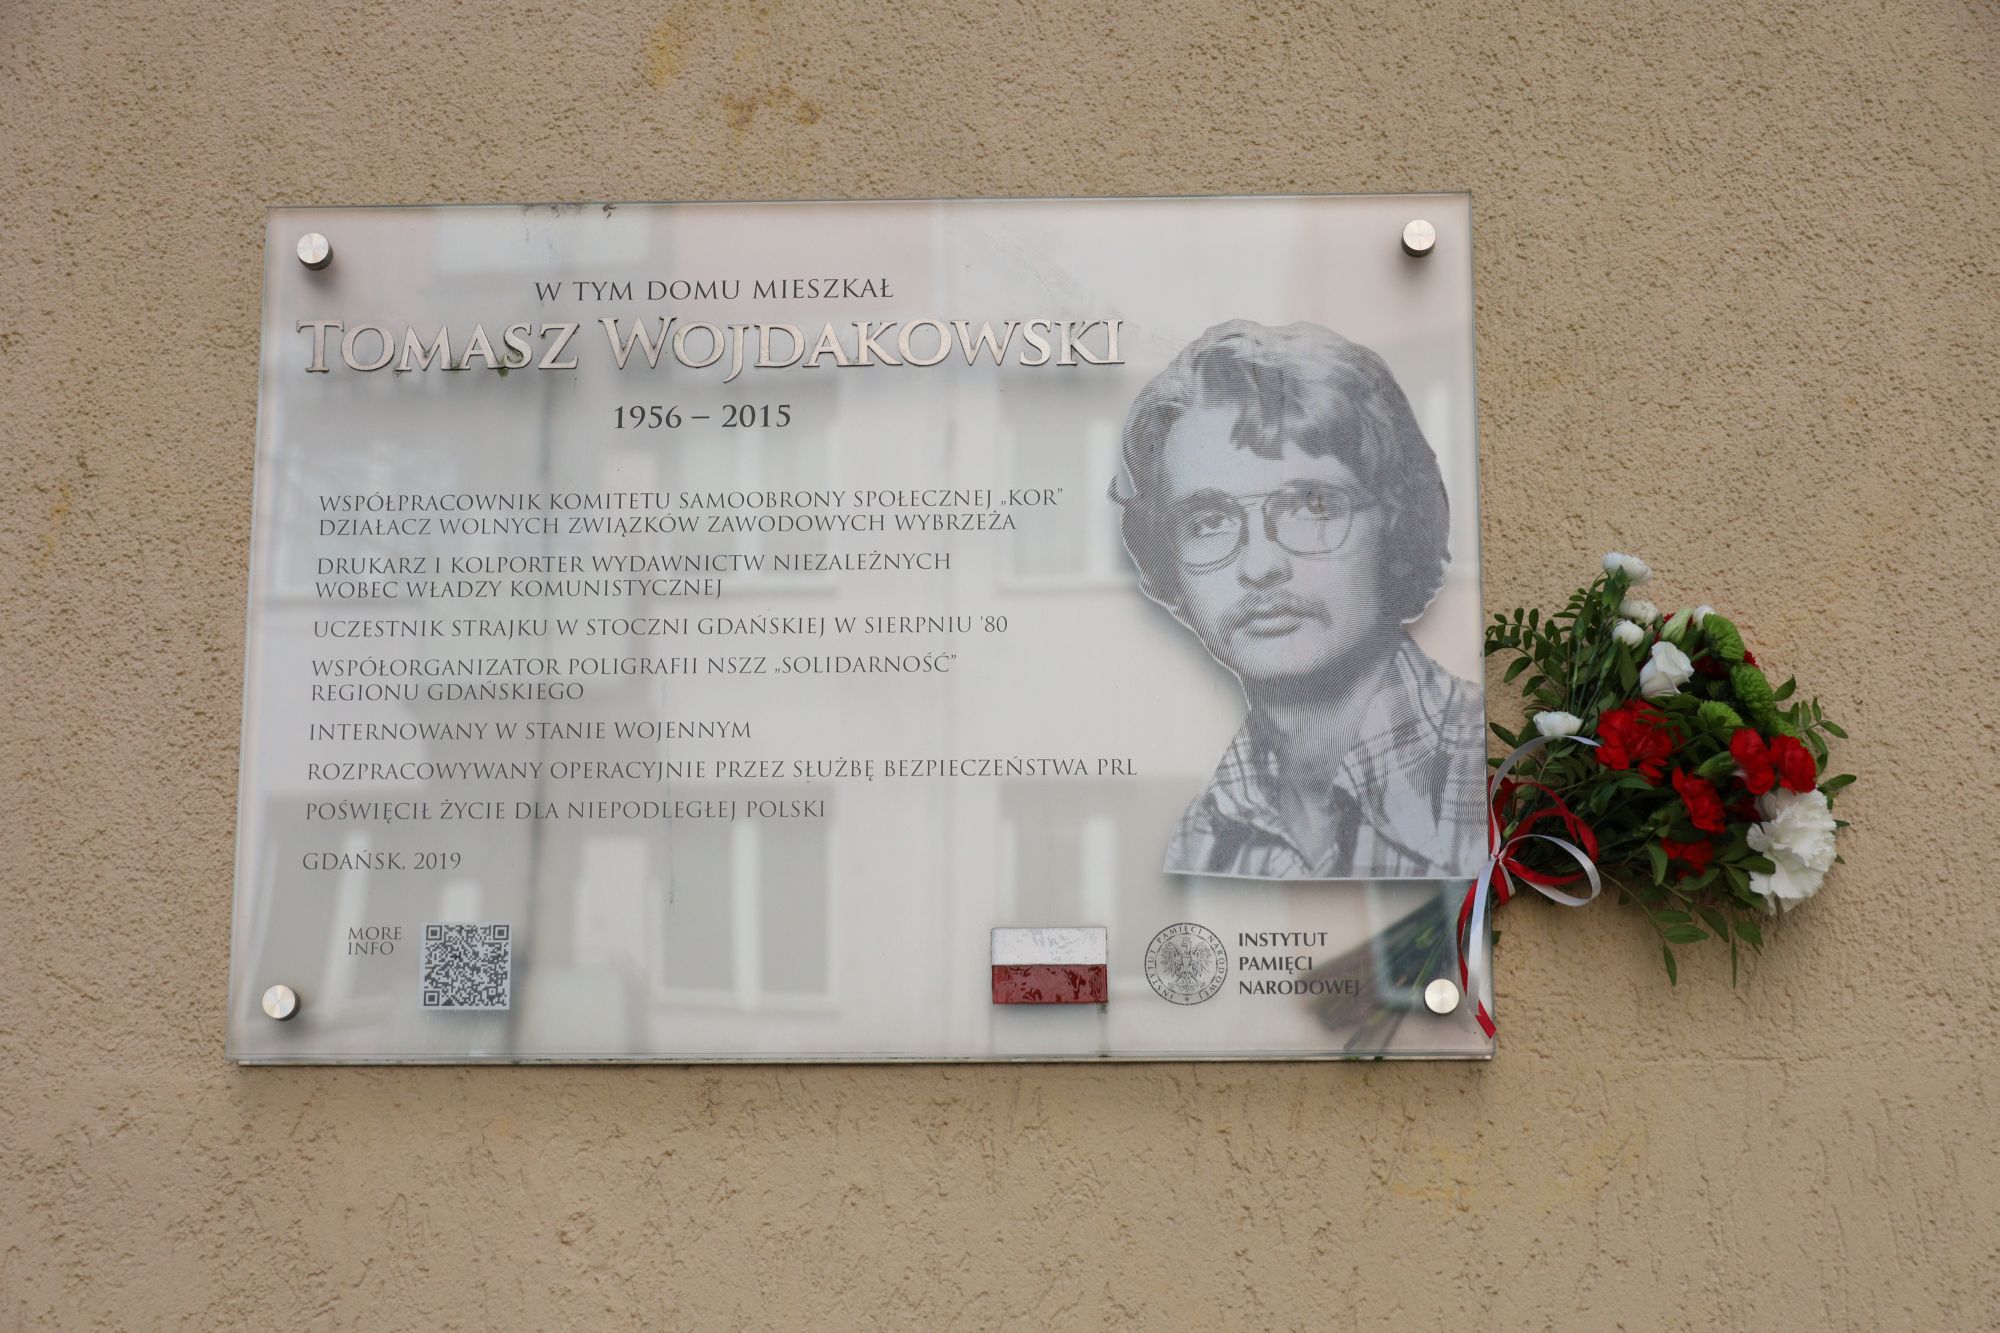 W TYM DOMU MIESZKAŁ
TOMASZ WOJDAKOWSKI
1956 – 2015
WSPÓŁPRACOWNIK KOMITETU SAMOOBRONY SPOŁECZNEJ „KOR”
DZIAŁACZ WOLNYCH ZWIĄZKÓW ZAWODOWYCH WYBRZEŻA
DRUKARZ I KOLPORTER WYDAWNICTW NIEZALEŻNYCH
WOBEC WŁADZY KOMUNISTYCZNEJ
UCZESTNIK STRAJKU W STOCZNI GDAŃSKIEJ W SIERPNIU '80
WSPÓŁORGANIZATOR POLIGRAFII NSZZ „SOLIDARNOŚĆ”
REGIONU GDAŃSKIEGO
INTERNOWANY W STANIE WOJENNYM
ROZPRACOWYWANY OPERACYJNIE PRZEZ SŁUŻBĘ BEZPIECZEŃSTWA PRL
POŚWIĘCIŁ ŻYCIE DLA NIEPODLEGŁEJ POLSKI
GDAŃSK, 2019
MORE
INFO
INSTYTUT PAMIĘCI NARODOWEJ
INSTYTUT
PAMIĘCI
NARODOWEJ